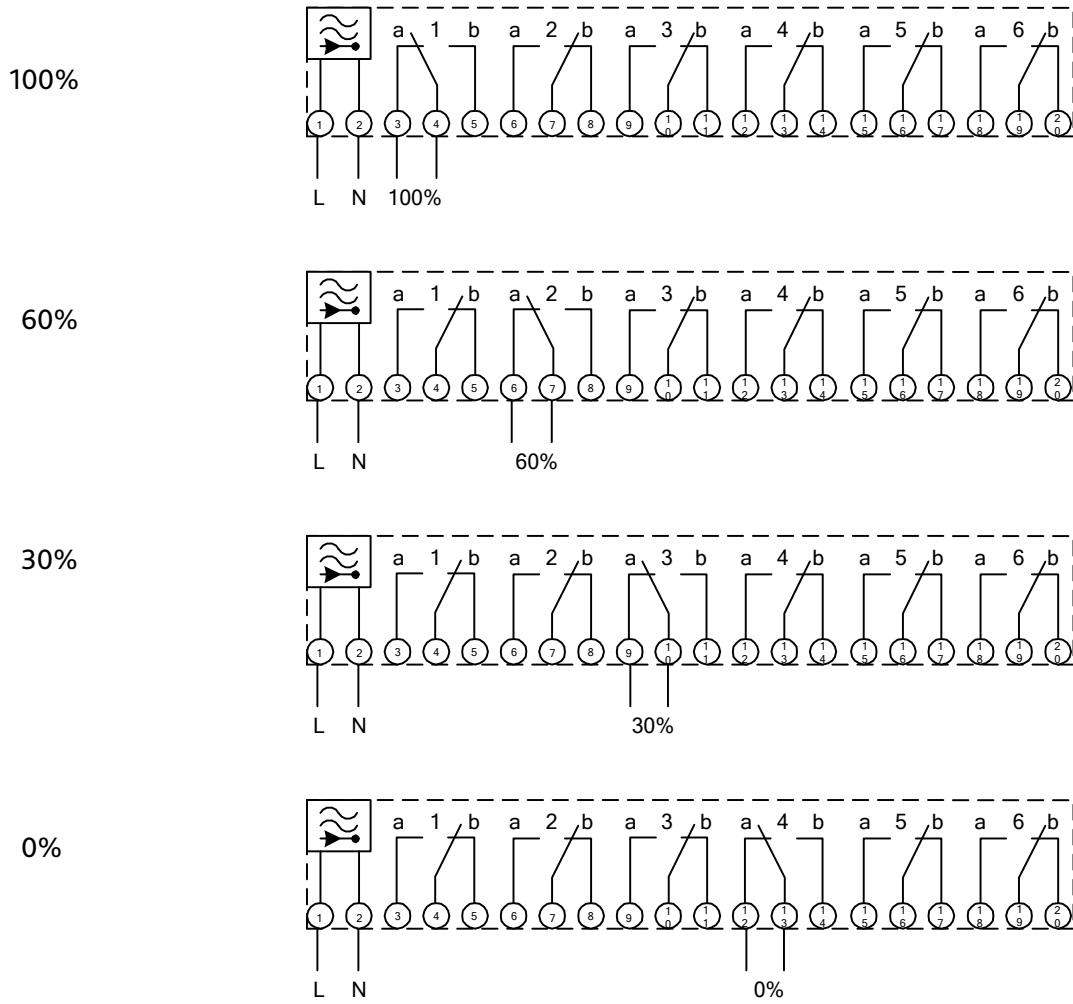 100%
a 1 b a 2 b a 3 b a 4 b a 5 b a 6 b
1 2 3 4 5 6 7 8 9 10 11 12 13 14 15 16 17 18 19 20
L N 100%
60%
a 1 b a 2 b a 3 b a 4 b a 5 b a 6 b
1 2 3 4 5 6 7 8 9 10 11 12 13 14 15 16 17 18 19 20
L N 60%
30%
a 1 b a 2 b a 3 b a 4 b a 5 b a 6 b
1 2 3 4 5 6 7 8 9 10 11 12 13 14 15 16 17 18 19 20
L N 30%
0%
a 1 b a 2 b a 3 b a 4 b a 5 b a 6 b
1 2 3 4 5 6 7 8 9 10 11 12 13 14 15 16 17 18 19 20
L N 0%